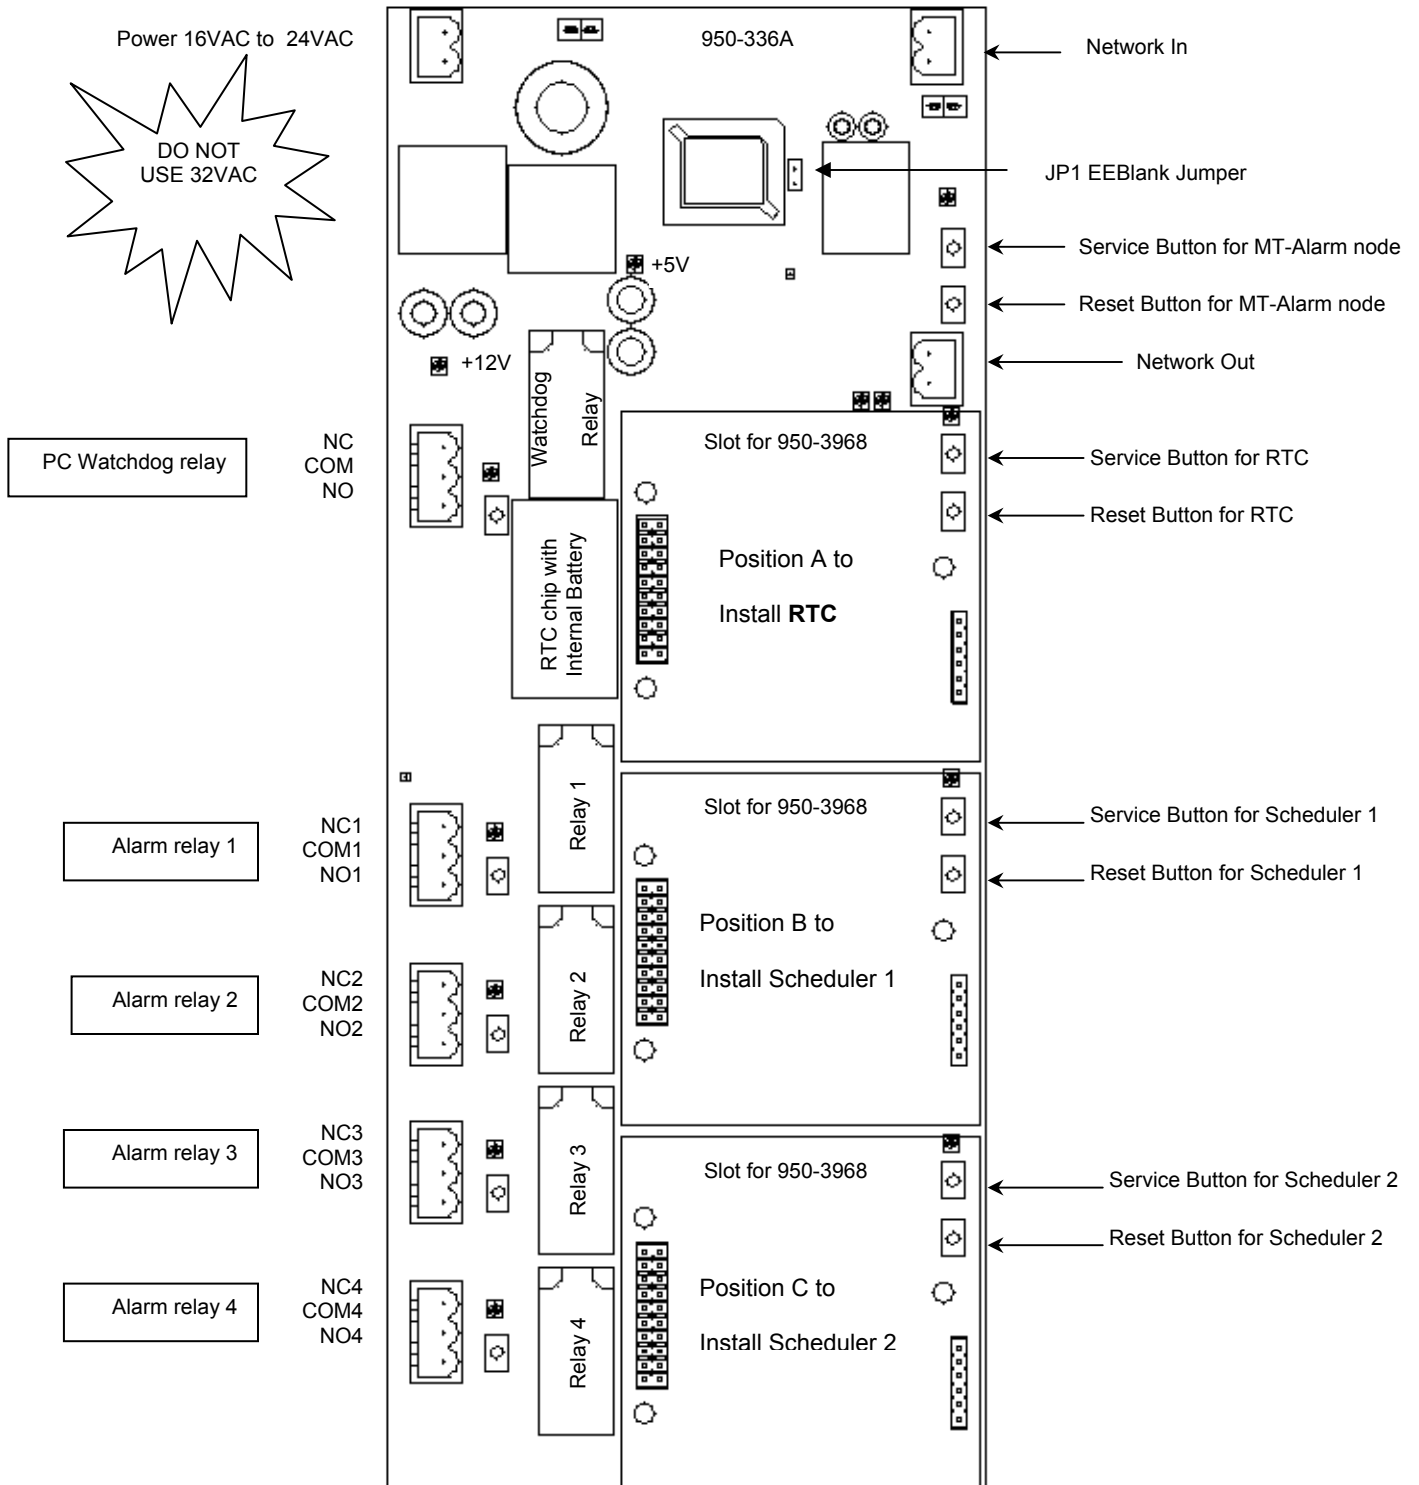 Power 16VAC to  24VAC
950-336A
Network In
DO NOT
USE 32VAC
JP1 EEBlank Jumper
Service Button for MT-Alarm node
+5V
Reset Button for MT-Alarm node
+12V
Network Out
Watchdog
Relay
PC Watchdog relay
NC
COM
NO
Slot for 950-3968
Service Button for RTC
Reset Button for RTC
RTC chip with
Internal Battery
Position A to
Install RTC
Relay 1
Slot for 950-3968
Service Button for Scheduler 1
Alarm relay 1
NC1
COM1
NO1
Reset Button for Scheduler 1
Position B to
Install Scheduler 1
Alarm relay 2
NC2
COM2
NO2
Relay 2
Alarm relay 3
NC3
COM3
NO3
Relay 3
Slot for 950-3968
Service Button for Scheduler 2
Reset Button for Scheduler 2
Alarm relay 4
NC4
COM4
NO4
Relay 4
Position C to
Install Scheduler 2